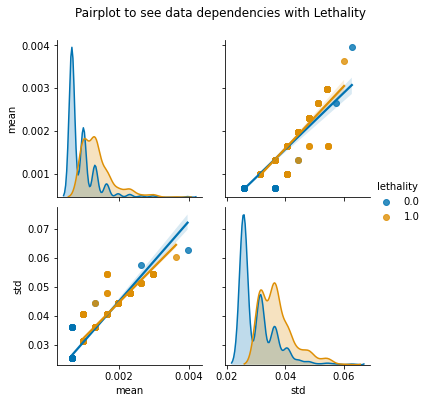 Pairplot to see data dependencies with Lethality
0.004
0.003
0.002
0.001
mean
lethality
0.0
1.0
0.07
0.06
0.05
0.04
0.03
std
0.002
0.004
mean
0.02
0.04
0.06
std